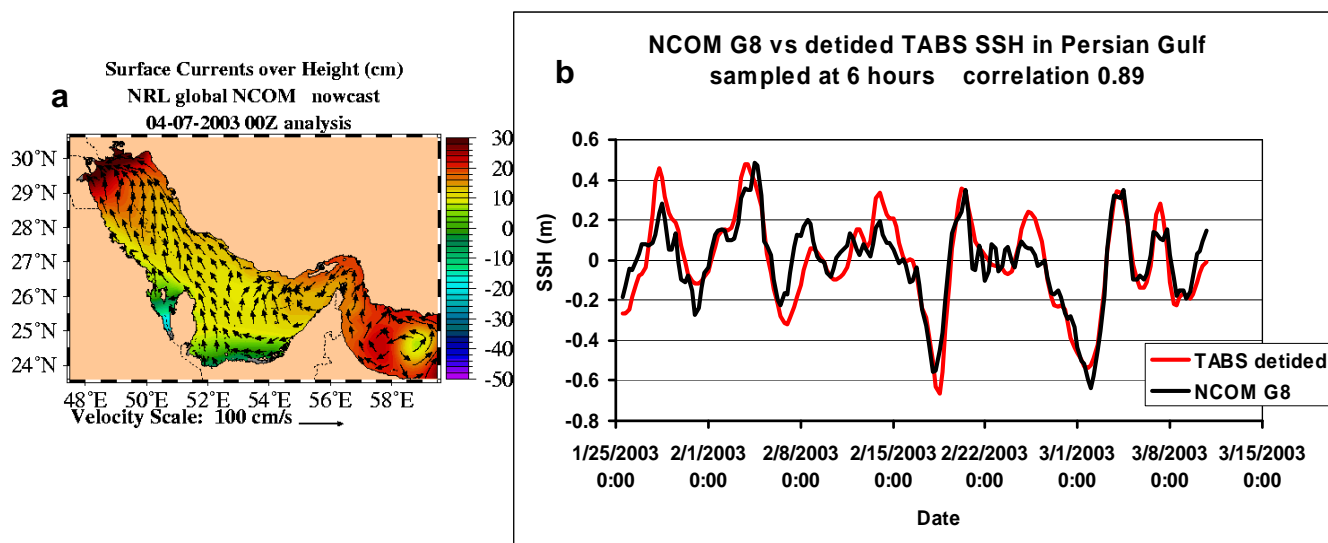 a
Surface Currents over Height (cm)
NRL global NCOM nowcast
04-07-2003 00Z analysis
30
20
10
0
-10
-20
-30
-40
-50
30°N
29°N
28°N
27°N
26°N
25°N
24°N
48°E 50°E 52°E 54°E 56°E 58°E
Velocity Scale: 100 cm/s
b
NCOM G8 vs detided TABS SSH in Persian Gulf
sampled at 6 hours correlation 0.89
SSH (m)
0.6
0.4
0.2
0
-0.2
-0.4
-0.6
-0.8
TABS detided
NCOM G8
1/25/2003 2/1/2003 2/8/2003 2/15/2003 2/22/2003 3/1/2003 3/8/2003 3/15/2003
0:00 0:00 0:00 0:00 0:00 0:00 0:00 0:00
Date